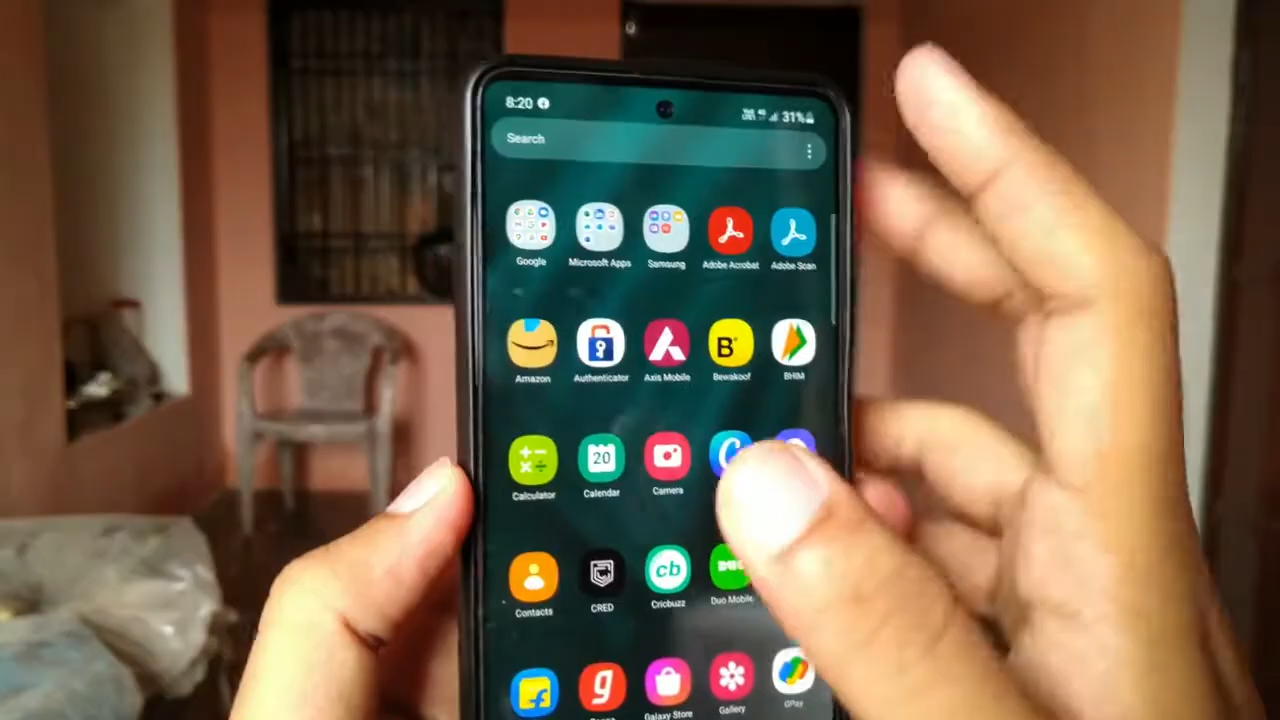 8:20
31%
Search
Google Microsoft Apps Samsung Adobe Acrobat Adobe Scan
B
Amazon Authenticator Axis Mobile Bewakoof BHIM
20
Calculator Calendar Camera
cb
Contacts CRED Cricbuzz Duo Mobile
g
Galaxy Store Gallery GPay